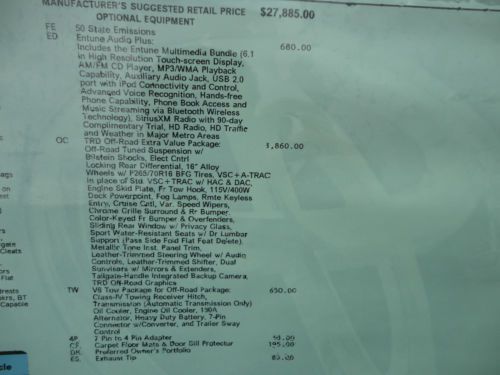 MANUFACTURER'S SUGGESTED RETAIL PRICE $27,885.00
OPTIONAL EQUIPMENT
FE 50 State Emissions
ED Entune Audio Plus: 680.00
Includes the Entune Multimedia Bundle (6.1
in High Resolution Touch-screen Display,
AM/FM CD Player, MP3/WMA Playback
Capability, Auxiliary Audio Jack, USB 2.0
port with iPod Connectivity and Control,
Advanced Voice Recognition, Hands-free
Phone Capability, Phone Book Access and
Music Streaming via Bluetooth Wireless
Technology), SiriusXM Radio with 90-day
Complimentary Trial, HD Radio, HD Traffic
and Weather in Major Metro Areas
OC TRD Off-Road Extra Value Package: 3,860.00
Off-Road Tuned Suspension w/
Bilstein Shocks, Elect Cntrl
Locking Rear Differential, 16" Alloy
Wheels w/ P265/70R16 BFG Tires, VSC+A-TRAC
in place of Std. VSC+TRAC w/ HAC & DAC,
Engine Skid Plate, Fr Tow Hook, 115V/400W
Deck Powerpoint, Fog Lamps, Rmte Keyless
Entry, Cruise Cntl, Var. Speed Wipers,
Chrome Grille Surround & Rr Bumper,
Color-Keyed Fr Bumper & Overfenders,
Sliding Rear Window w/ Privacy Glass,
Sport Water-Resistant Seats w/ Dr Lumbar
Support (Pass Side Fold Flat Feat Delete),
Metallic Tone Inst. Panel Trim,
Leather-Trimmed Steering Wheel w/ Audio
Controls, Leather-Trimmed Shifter, Dual
Sunvisors w/ Mirrors & Extenders,
Tailgate-Handle Integrated Backup Camera,
TRD Off-Road Graphics
TW V6 Tow Package for Off-Road Package: 650.00
Class-IV Towing Receiver Hitch,
Transmission (Automatic Transmission Only)
Oil Cooler, Engine Oil Cooler, 130A
Alternator, Heavy Duty Battery, 7-Pin
Connector w/Converter, and Trailer Sway
Control
4P 7 Pin to 4 Pin Adapter
CF Carpet Floor Mats & Door Sill Protector 195.00
DK Preferred Owner's Portfolio
Exhaust Tip